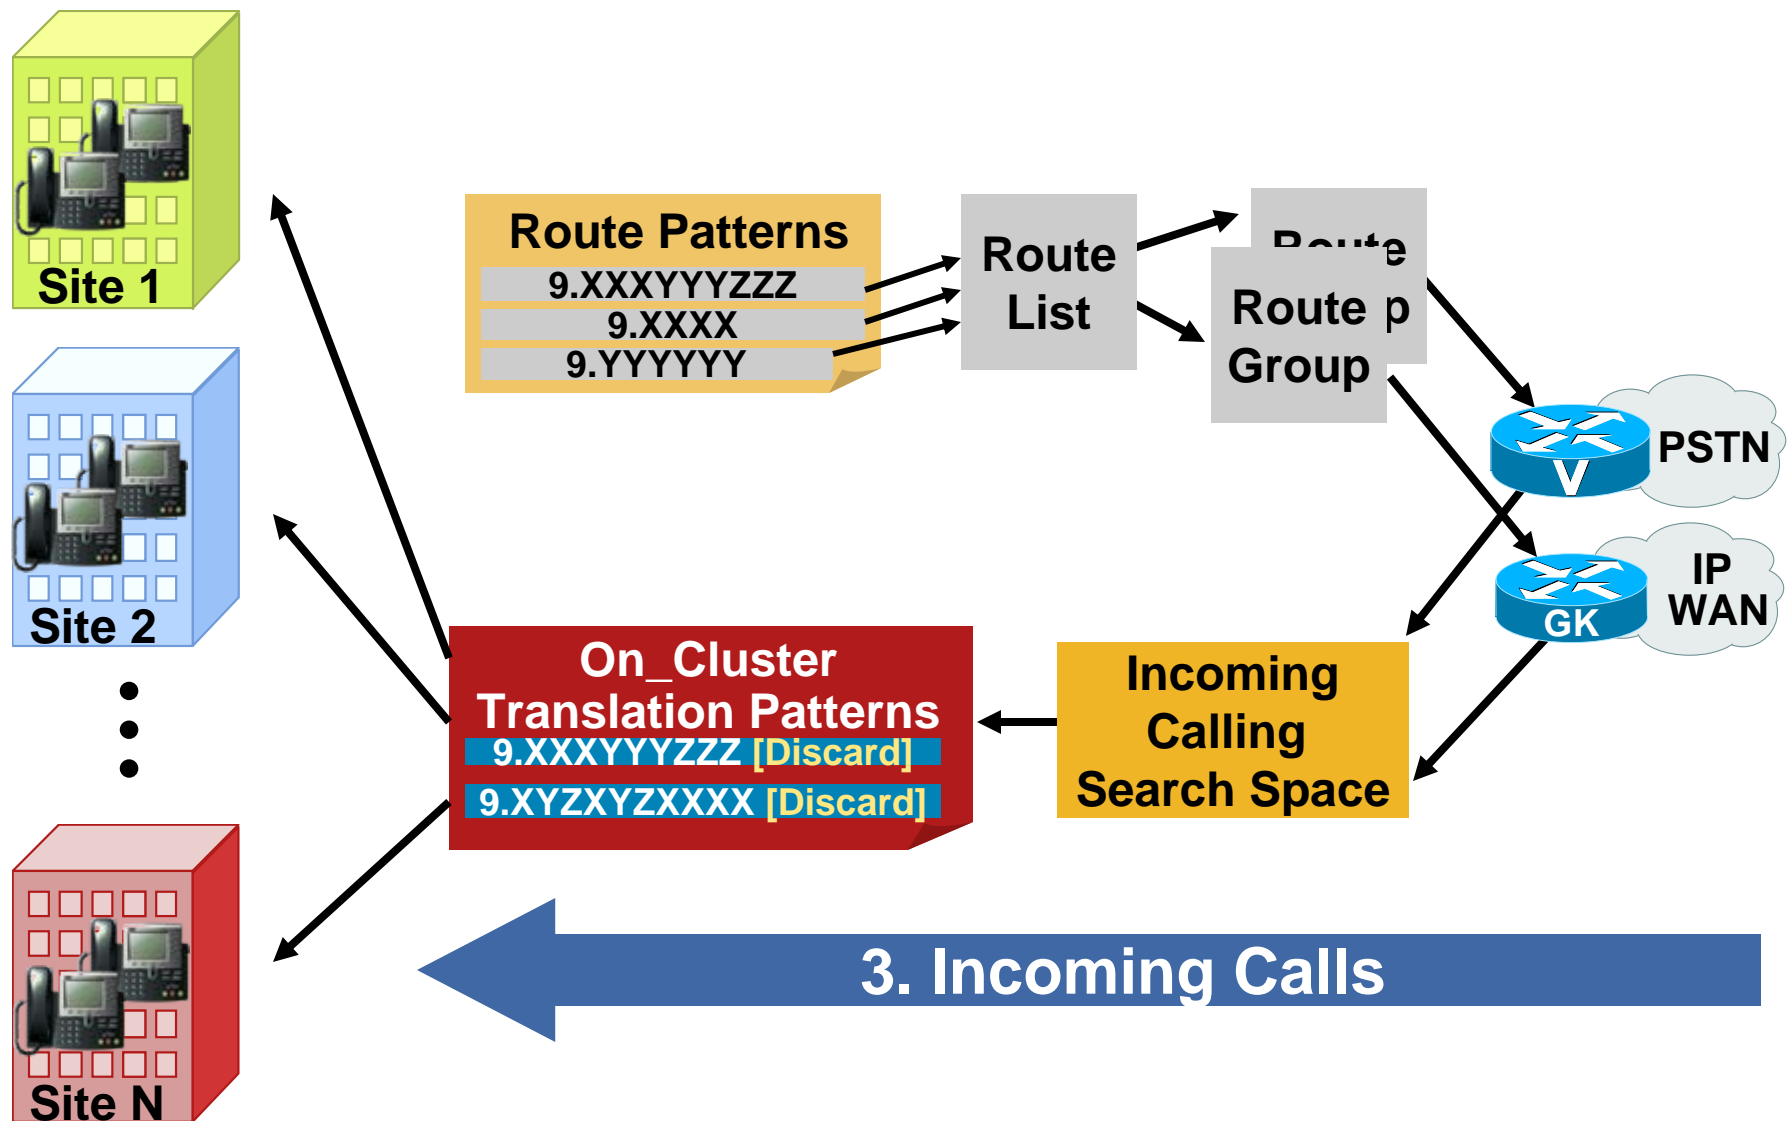 Site 1
Route Patterns
9.XXXYYYZZZ
9.XXXX
9.YYYYYY
Route
List
Route
p
Route
Group
PSTN
V
IP
WAN
GK
Site 2
On_Cluster
Translation Patterns
9.XXXYYYZZZ [Discard]
9.XYZXYZXXXX [Discard]
Incoming
Calling
Search Space
3. Incoming Calls
Site N